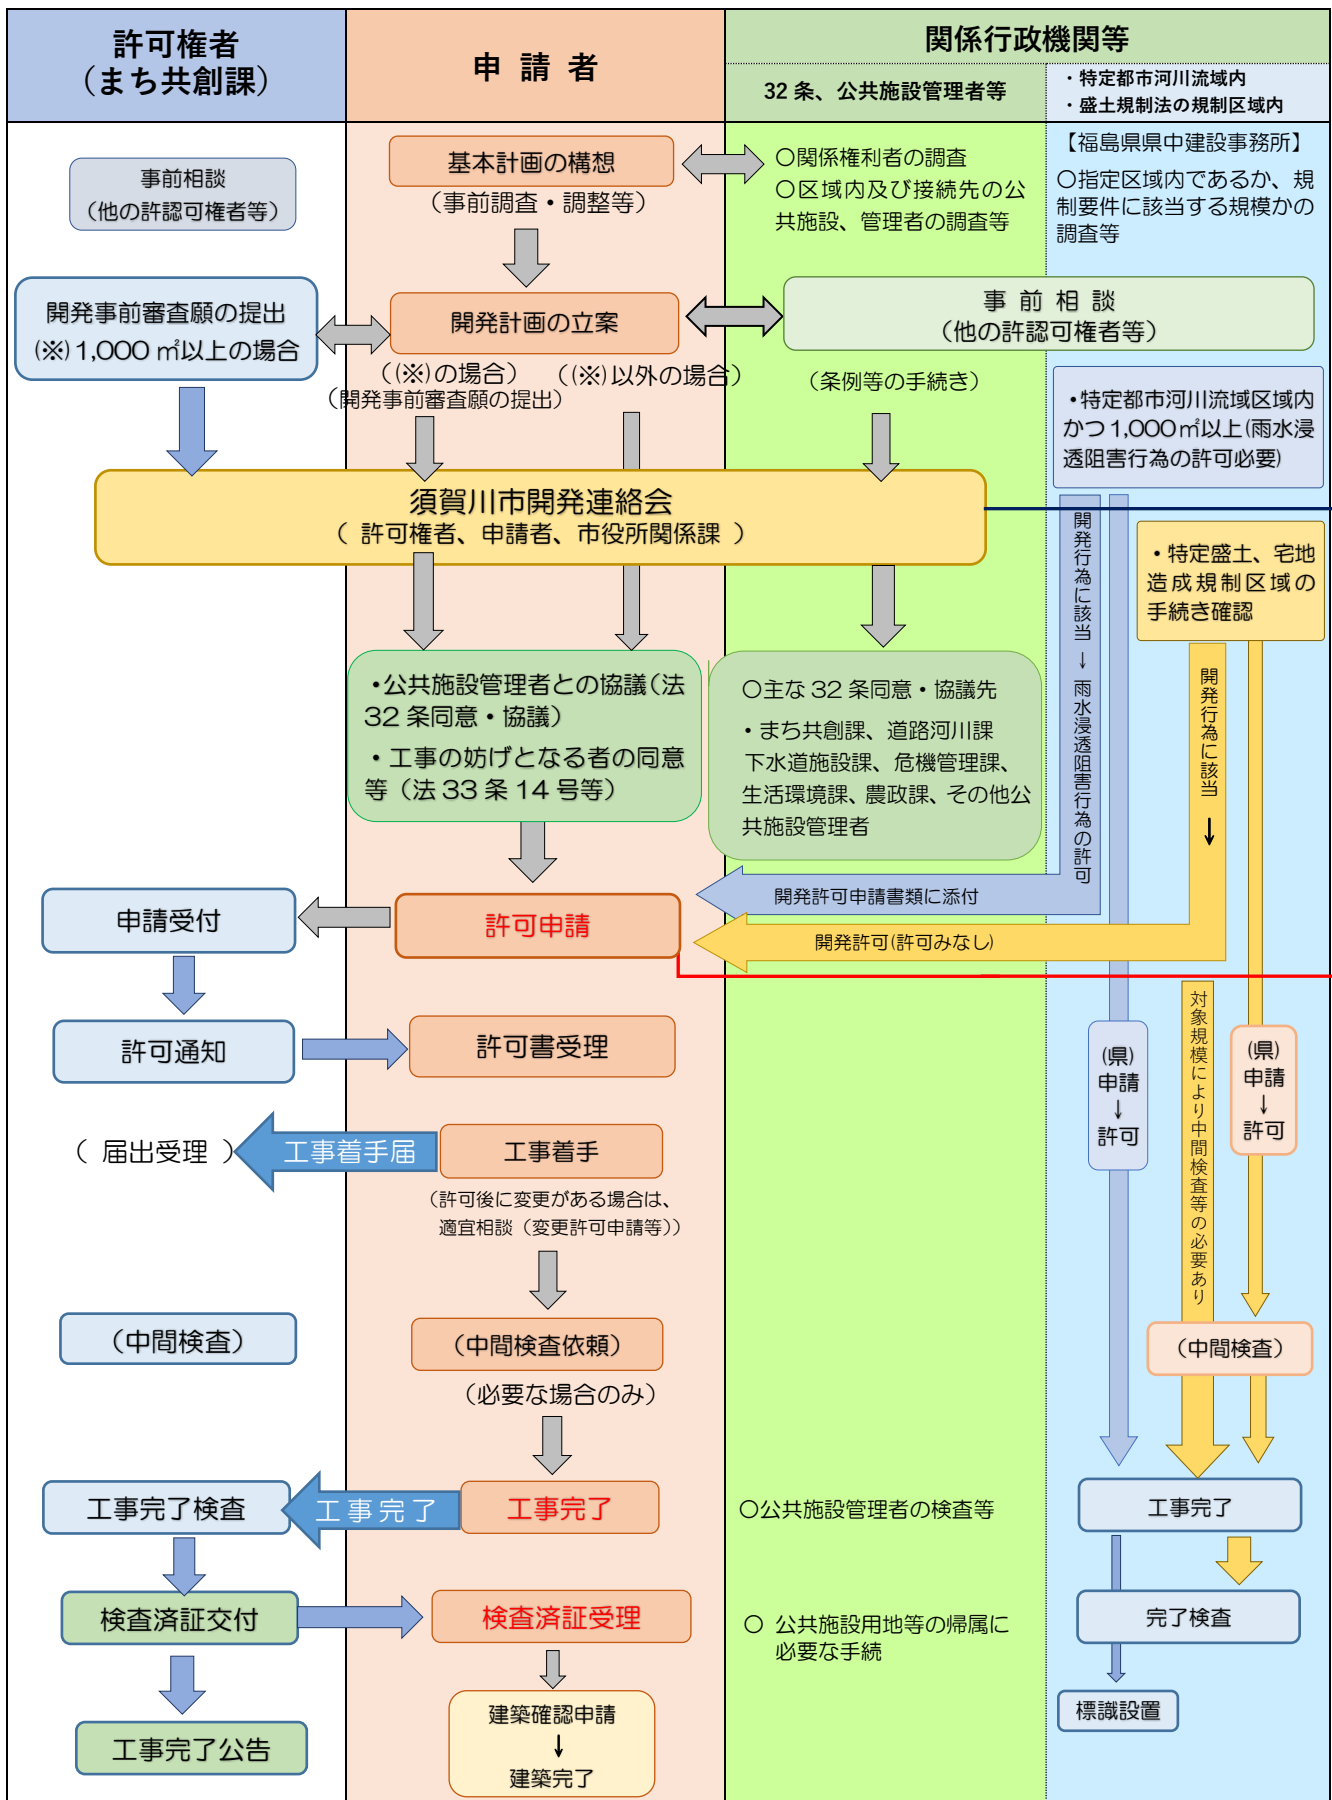 許可権者
(まち共創課)
申 請 者
関係行政機関等
32 条、公共施設管理者等
・特定都市河川流域内
・盛土規制法の規制区域内
事前相談
(他の許認可権者等)
基本計画の構想
(事前調査・調整等)
〇関係権利者の調査
〇区域内及び接続先の公
共施設、管理者の調査等
【福島県県中建設事務所】
〇指定区域内であるか、規
制要件に該当する規模かの
調査等
開発事前審査願の提出
(※) 1,000 ㎡以上の場合
開発計画の立案
事 前 相 談
(他の許認可権者等)
((※)の場合)
(開発事前審査願の提出)
((※)以外の場合)
(条例等の手続き)
・特定都市河川流域区域内
かつ 1,000㎡以上(雨水浸
透阻害行為の許可必要)
須賀川市開発連絡会
( 許可権者、申請者、市役所関係課 )
開発行為に該当 → 雨水浸透阻害行為の許可
・特定盛土、宅地
造成規制区域の
手続き確認
開発行為に該当 →
・公共施設管理者との協議(法
32 条同意・協議)
・工事の妨げとなる者の同意
等(法 33 条 14 号等)
〇主な 32 条同意・協議先
・まち共創課、道路河川課
下水道施設課、危機管理課、
生活環境課、農政課、その他公
共施設管理者
開発許可申請書類に添付
申請受付
許可申請
開発許可(許可みなし)
許可通知
許可書受理
対象規模により中間検査等の必要あり
(県)
申請
↓
許可
(県)
申請
↓
許可
( 届出受理 )
工事着手届
工事着手
(許可後に変更がある場合は、
適宜相談(変更許可申請等))
(中間検査)
(中間検査依頼)
(中間検査)
(必要な場合のみ)
工事完了検査
工事完了
工事完了
〇公共施設管理者の検査等
工事完了
検査済証交付
検査済証受理
〇 公共施設用地等の帰属に
必要な手続
完了検査
工事完了公告
建築確認申請
↓
建築完了
標識設置